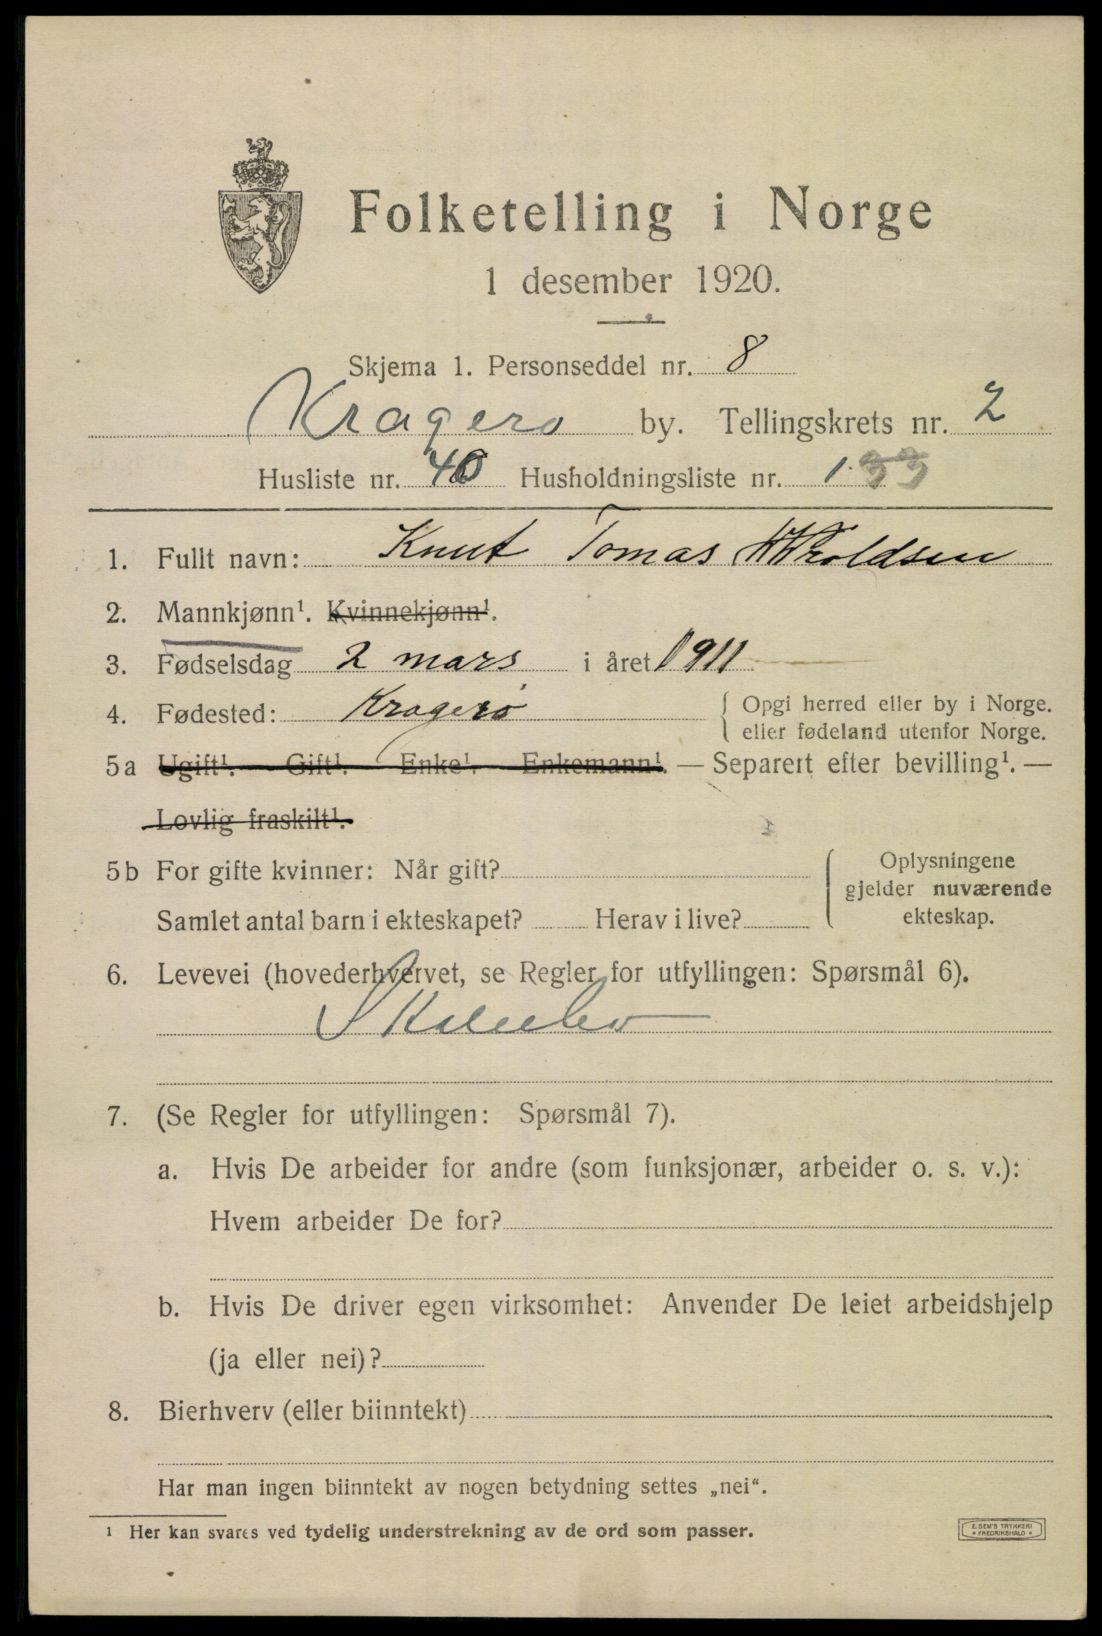 Folketelling i Norge
1 desember 1920.
Skjema 1. Personseddel nr. 8
Kragerø by. Tellingskrets nr. 2
Husliste nr. 40 Husholdningsliste nr. 1 33
1. Fullt navn: Knut Tomas
2. Mannkjønn¹. Kvinnekjønn¹.
3. Fødselsdag 2 mars i året 1911
4. Fødested: Kragerø { Opgi herred eller by i Norge.
eller fødeland utenfor Norge.
5a Ugift¹. Gift¹. Enke¹. Enkemann¹. — Separert efter bevilling¹. —
Lovlig fraskilt¹.
5b For gifte kvinner: Når gift?
Samlet antal barn i ekteskapet? Herav i live?
{ Oplysningene
gjelder nuværende
ekteskap.
6. Levevei (hovederhvervet, se Regler for utfyllingen: Spørsmål 6).
7. (Se Regler for utfyllingen: Spørsmål 7).
a. Hvis De arbeider for andre (som funksjonær, arbeider o. s. v.):
Hvem arbeider De for?
b. Hvis De driver egen virksomhet: Anvender De leiet arbeidshjelp
(ja eller nei)?
8. Bierhverv (eller biinntekt)
Har man ingen biinntekt av nogen betydning settes „nei“.
¹ Her kan svares ved tydelig understrekning av de ord som passer.
E. SEM'S TRYKKERI
• FREDRIKSHALD •